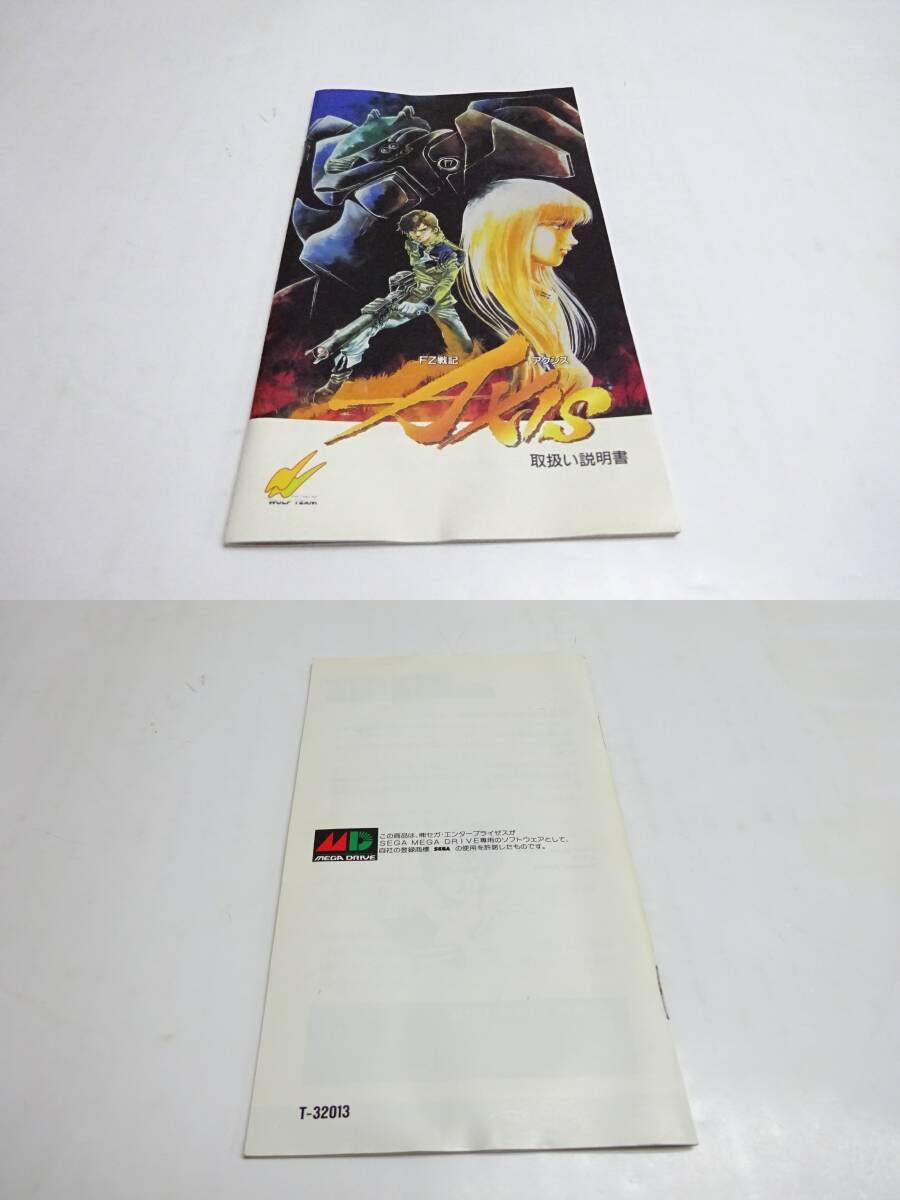 FZ戦記
アクシス
AXIS
取扱い説明書
WOLF TEAM
MD
MEGA DRIVE
この商品は、㈱セガ・エンタープライゼスが
SEGA MEGA DRIVE専用のソフトウェアとして、
自社の登録商標 SEGA の使用を許諾したものです。
T-32013